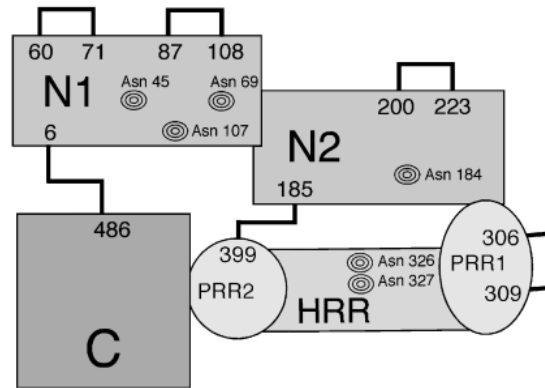 60 71 87 108
N1 Asn 45 Asn 69
6 Asn 107
200 223
N2
185 Asn 184
486
399
PRR2
Asn 326
Asn 327
HRR
306
PRR1
309
C